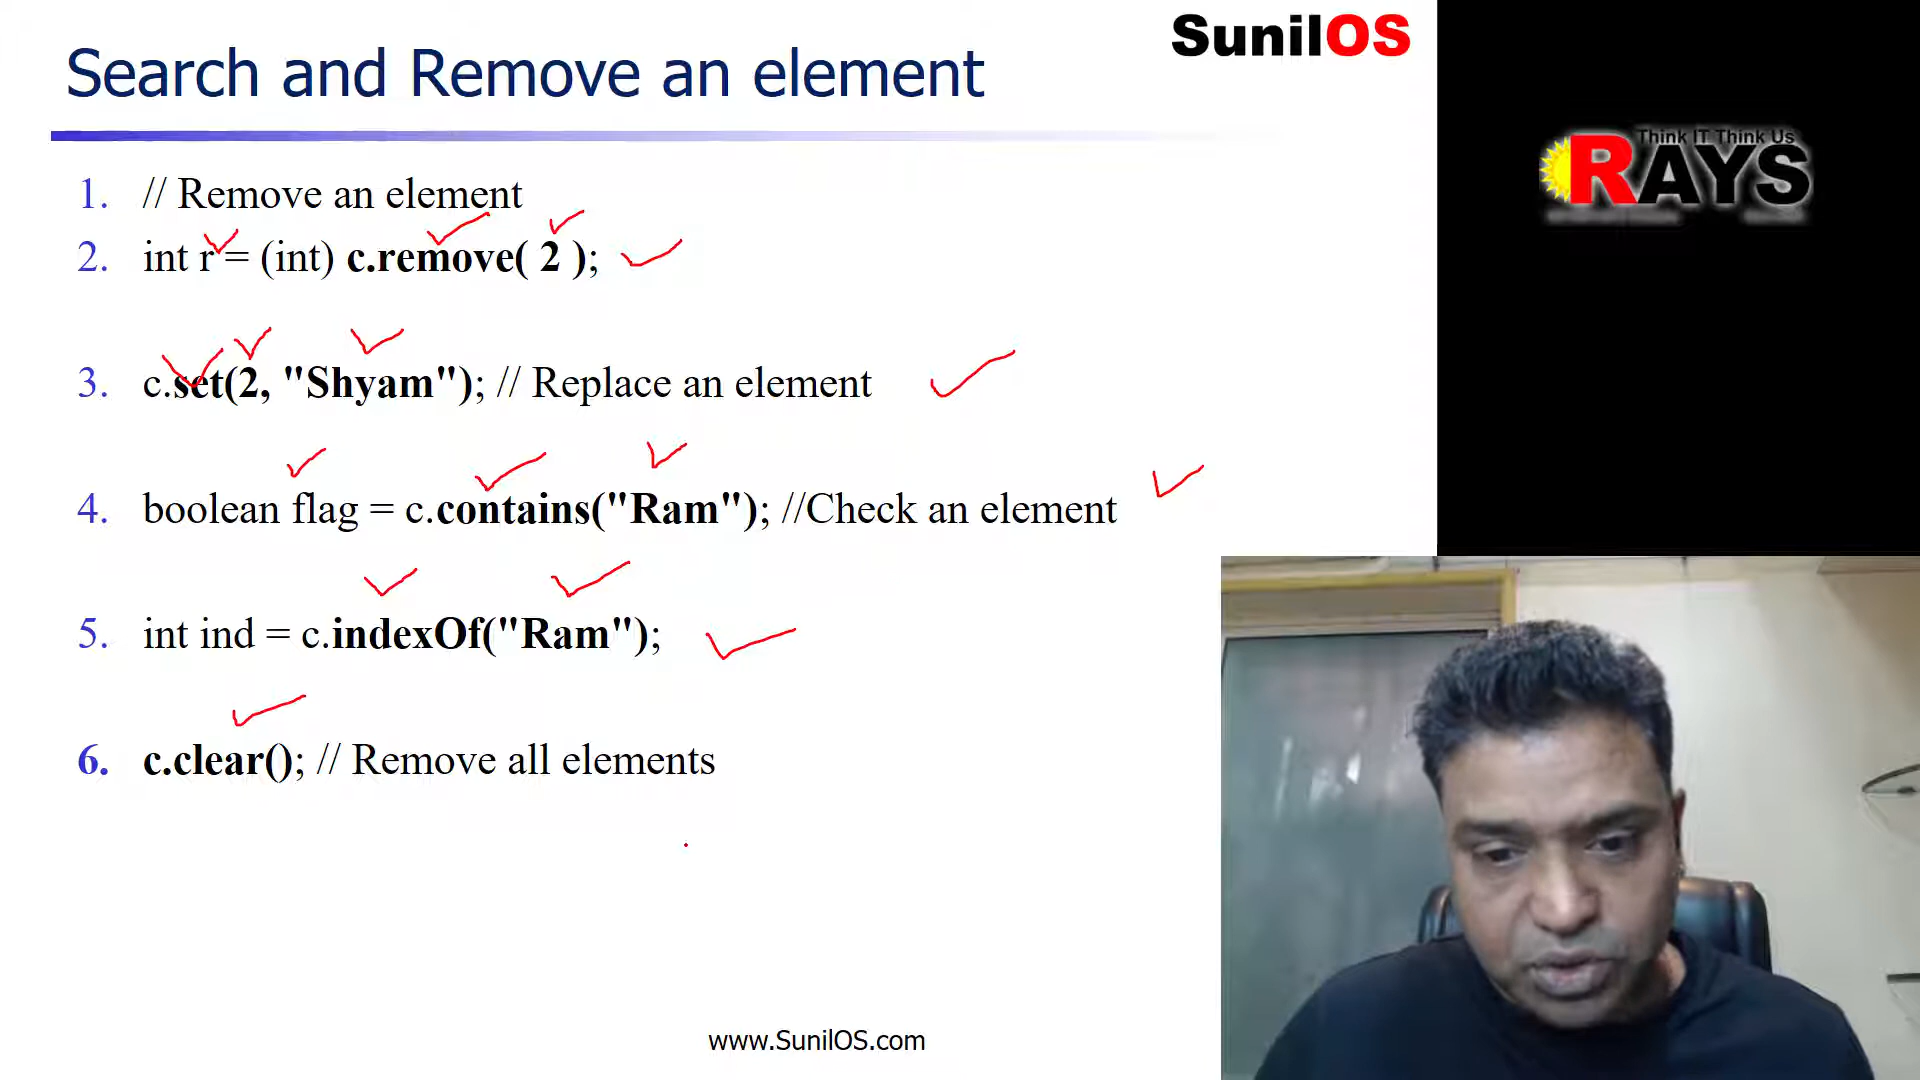 SunilOS
Search and Remove an element
Think IT Think Us
RAYS
1. // Remove an element
2. int r = (int) c.remove( 2 );
3. c.set(2, "Shyam"); // Replace an element
4. boolean flag = c.contains("Ram"); //Check an element
5. int ind = c.indexOf("Ram");
6. c.clear(); // Remove all elements
www.SunilOS.com